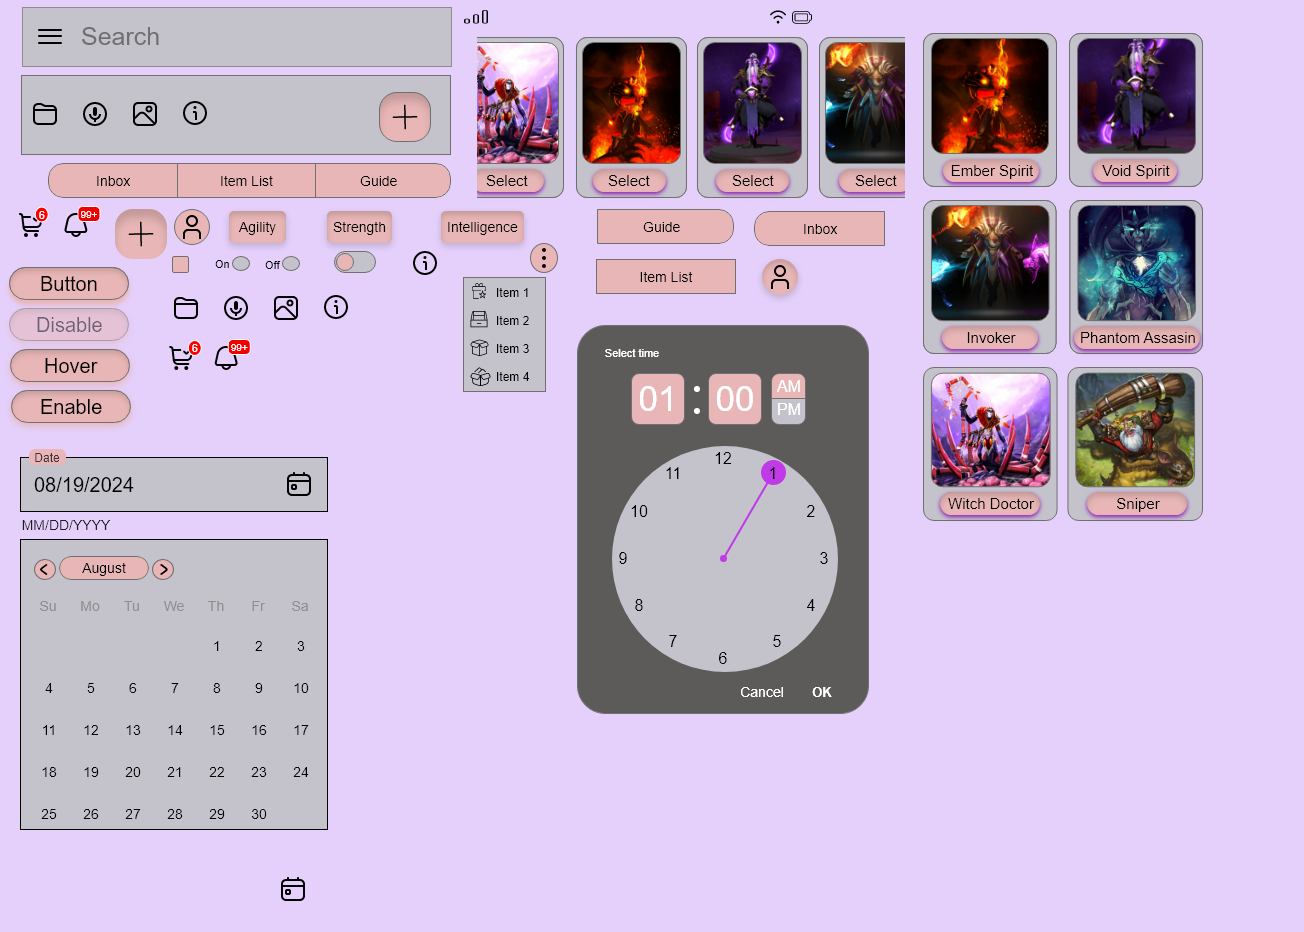 Search
Inbox Item List Guide
6 99+
Agility Strength Intelligence
On Off
Button
Disable
Hover
Enable
6 99+
Item 1
Item 2
Item 3
Item 4
Select Select Select Select
Guide Inbox
Item List
Ember Spirit Void Spirit
Invoker Phantom Assasin
Witch Doctor Sniper
Select time
01 : 00 AM
PM
12
11 1
10 2
9 3
8 4
7 5
6
Cancel OK
Date
08/19/2024
MM/DD/YYYY
< August >
Su Mo Tu We Th Fr Sa
1 2 3
4 5 6 7 8 9 10
11 12 13 14 15 16 17
18 19 20 21 22 23 24
25 26 27 28 29 30